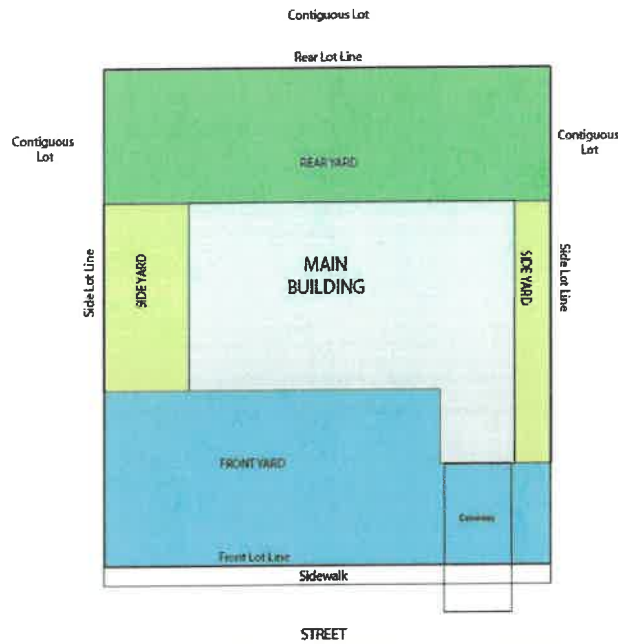 Contiguous Lot
Rear Lot Line
Contiguous
Lot
Contiguous
Lot
REAR YARD
Side Lot Line
SIDE YARD
MAIN
BUILDING
SIDE YARD
Side Lot Line
FRONT YARD
Driveway
Front Lot Line
Sidewalk
STREET